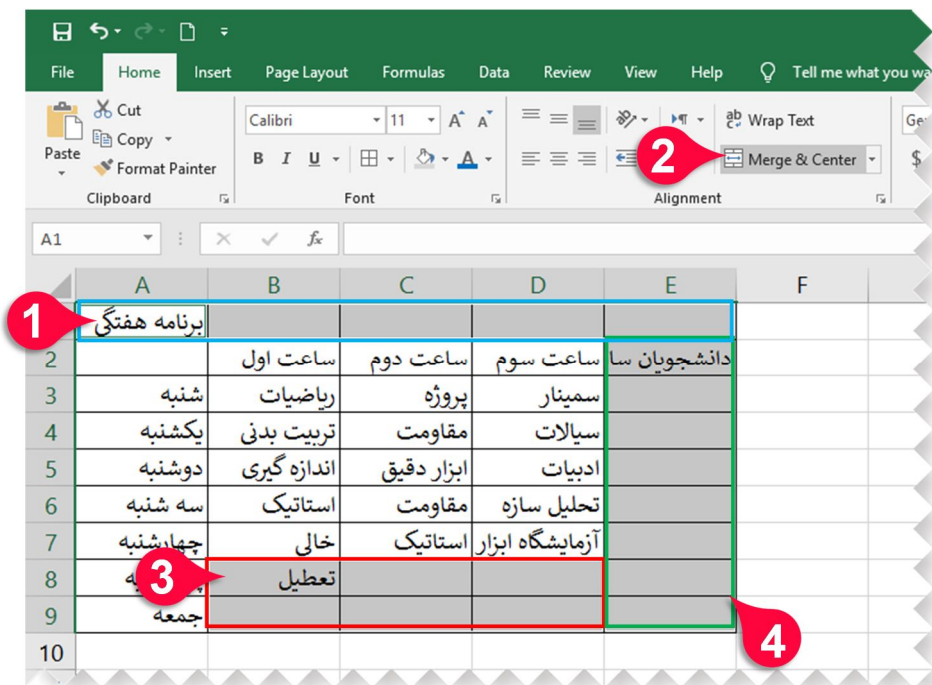 File Home Insert Page Layout Formulas Data Review View Help Tell me what you
Cut
Copy
Format Painter
Paste
Calibri 11 A A
B I U A
ab Wrap Text
Merge & Center
$
Clipboard Font Alignment
A1 fx
A B C D E F
1 برنامه هفتگی
2 ساعت اول ساعت دوم ساعت سوم دانشجویان سا
3 شنبه ریاضیات پروژه سمینار
4 یکشنبه تربیت بدنی مقاومت سیالات
5 دوشنبه اندازه گیری ابزار دقیق ادبیات
6 سه شنبه استاتیک مقاومت تحلیل سازه
7 چهارشنبه خالی استاتیک آزمایشگاه ابزار
8 تعطیل
9 جمعه
10
2
3
4